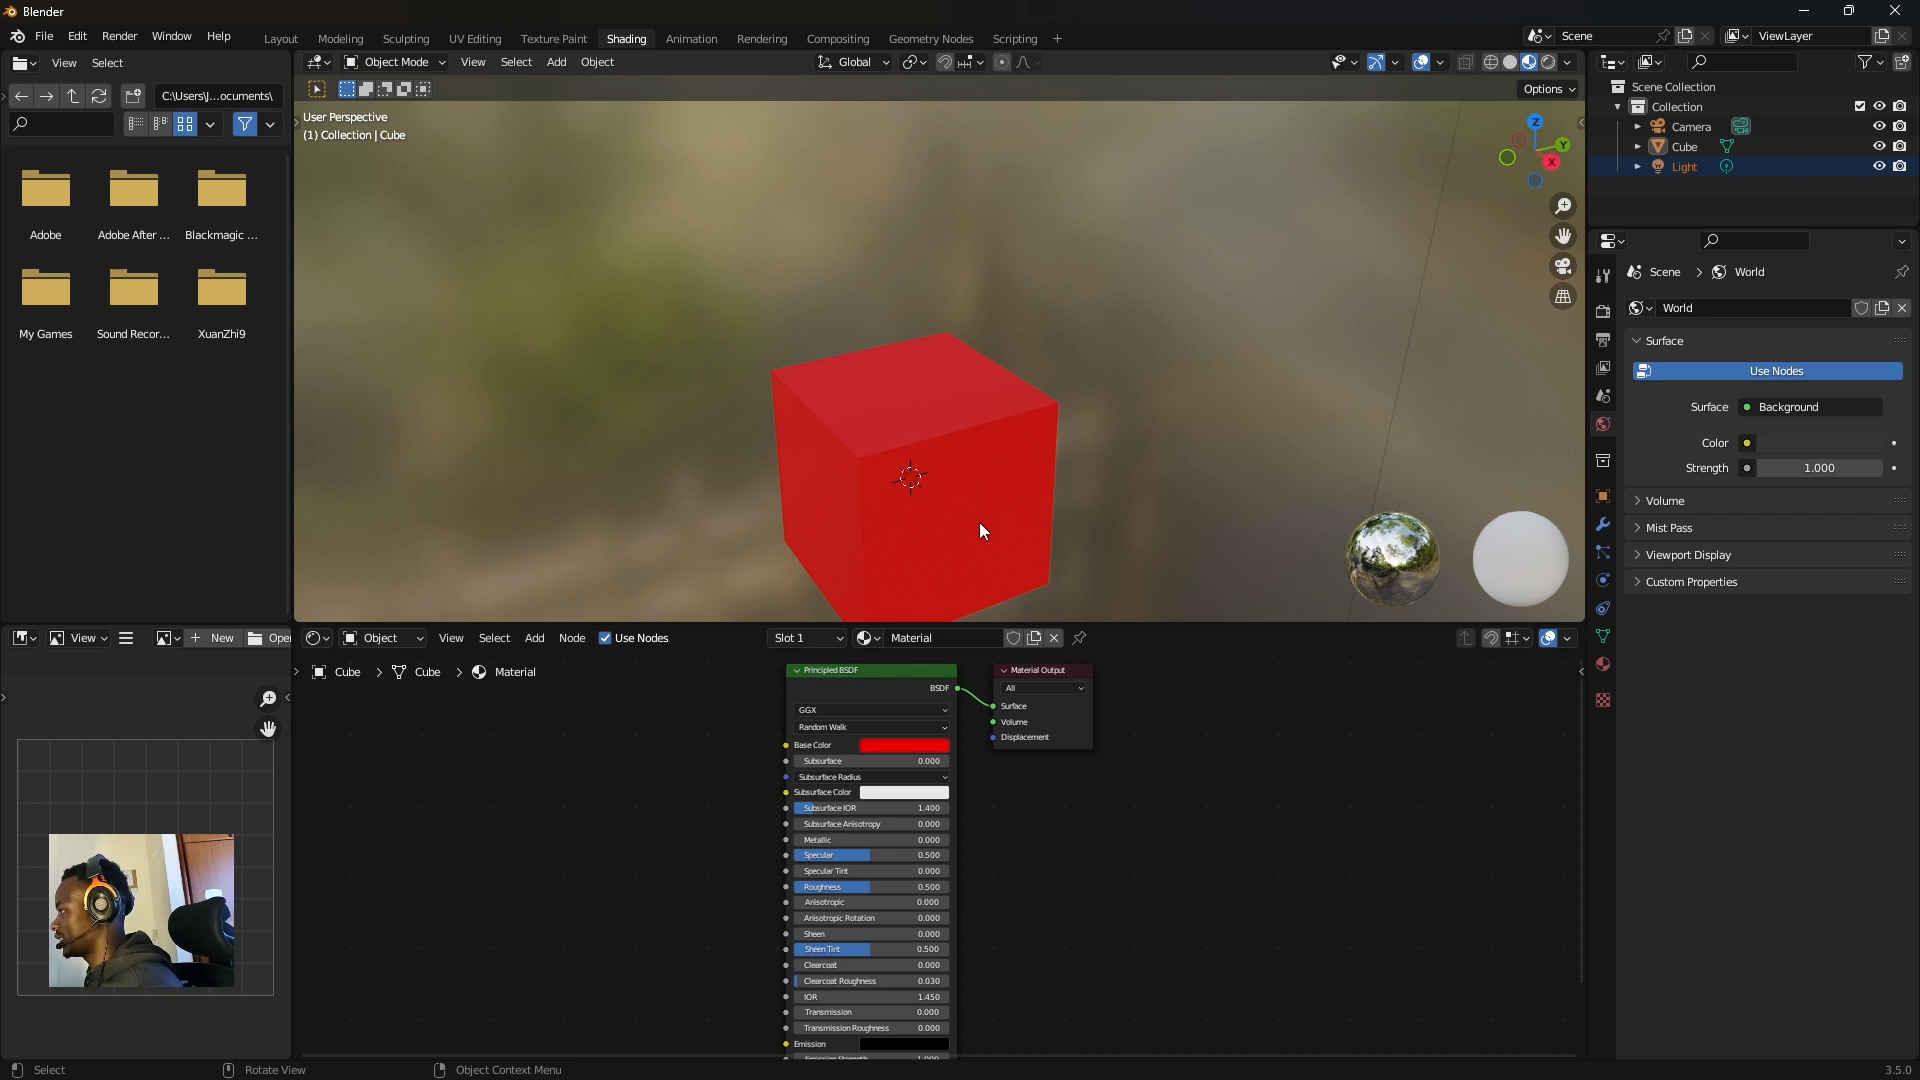 Blender
File Edit Render Window Help
Layout Modeling Sculpting UV Editing Texture Paint Shading Animation Rendering Compositing Geometry Nodes Scripting +
Scene
ViewLayer
View Select
C:\Users\J...ocuments\
Adobe
Adobe After ...
Blackmagic ...
My Games
Sound Recor...
XuanZhi9
Object Mode View Select Add Object
Global
Options
User Perspective
(1) Collection | Cube
Z
Y
X
Scene Collection
Collection
Camera
Cube
Light
Scene > World
World
Surface
Use Nodes
Surface Background
Color
Strength 1.000
Volume
Mist Pass
Viewport Display
Custom Properties
View + New Open
Object View Select Add Node Use Nodes
Slot 1 Material
Cube > Cube > Material
Principled BSDF
BSDF
GGX
Random Walk
Base Color
Subsurface 0.000
Subsurface Radius
Subsurface Color
Subsurface IOR 1.400
Subsurface Anisotropy 0.000
Metallic 0.000
Specular 0.500
Specular Tint 0.000
Roughness 0.500
Anisotropic 0.000
Anisotropic Rotation 0.000
Sheen 0.000
Sheen Tint 0.500
Clearcoat 0.000
Clearcoat Roughness 0.030
IOR 1.450
Transmission 0.000
Transmission Roughness 0.000
Emission
Emission Strength 1.000
Material Output
All
Surface
Volume
Displacement
Select Rotate View Object Context Menu
3.5.0